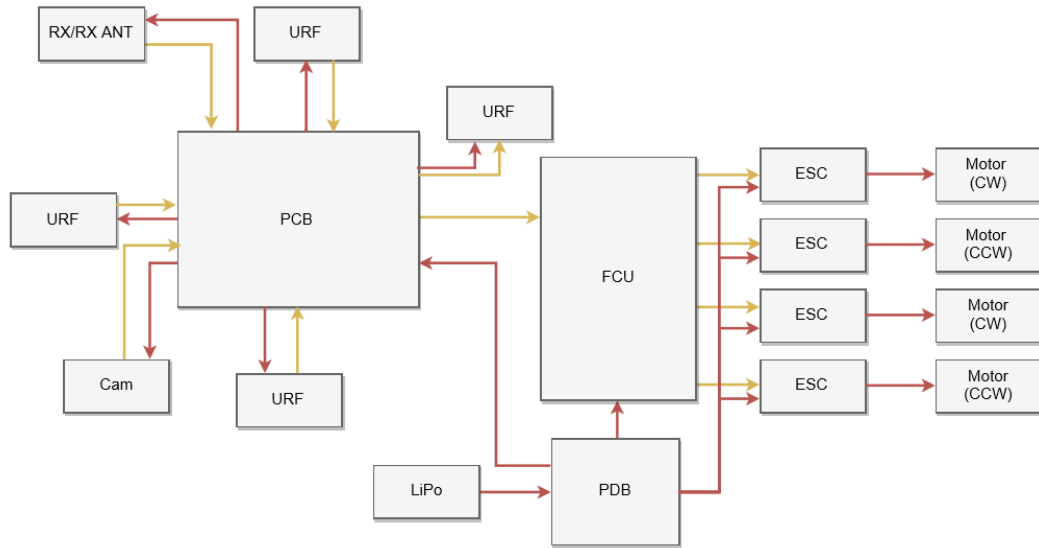 RX/RX ANT
URF
URF
PCB
URF
Cam
URF
FCU
ESC
Motor
(CW)
ESC
Motor
(CCW)
ESC
Motor
(CW)
ESC
Motor
(CCW)
LiPo
PDB